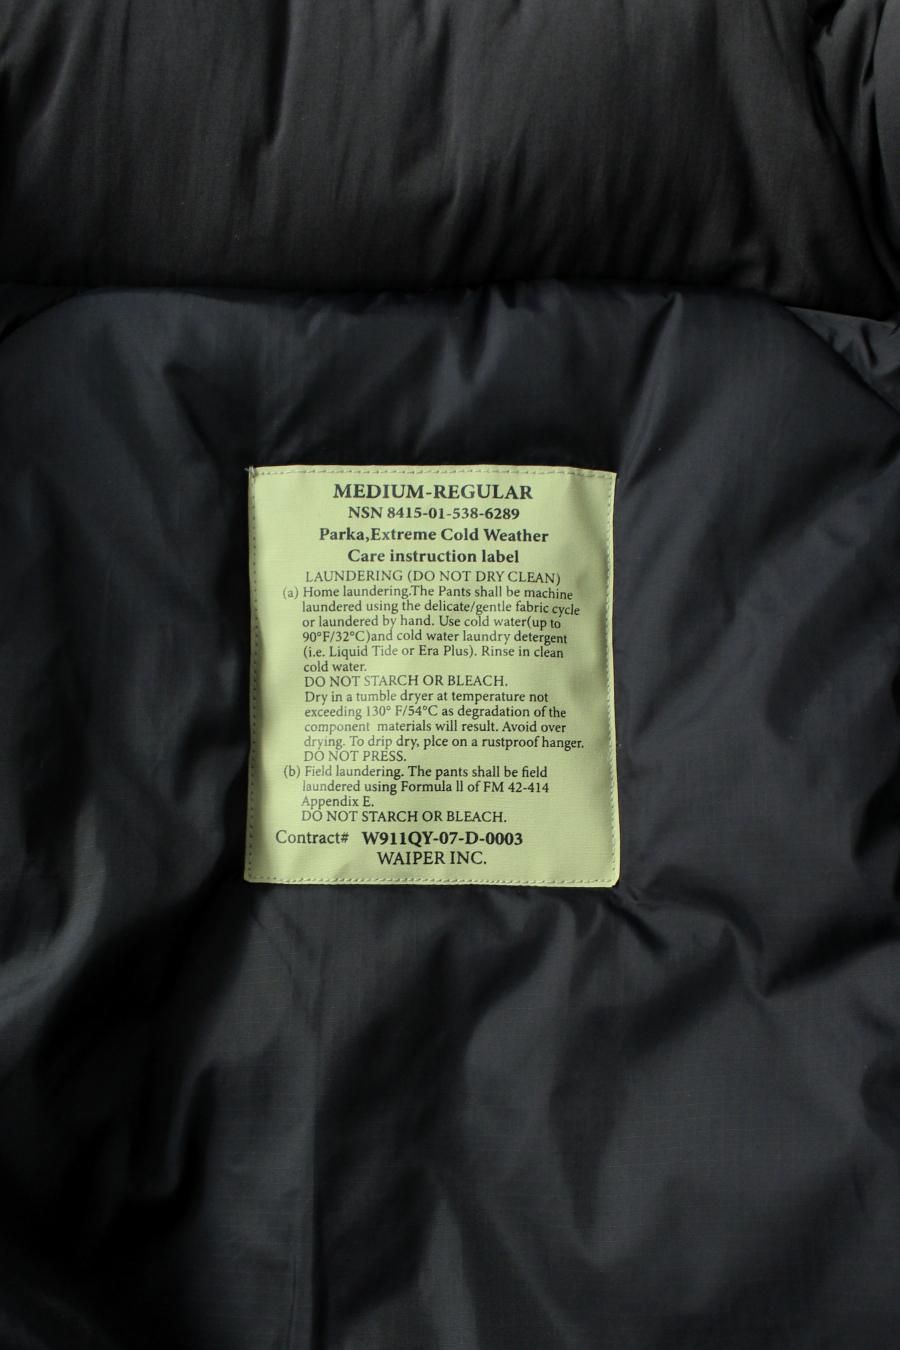 MEDIUM-REGULAR
NSN 8415-01-538-6289
Parka,Extreme Cold Weather
Care instruction label
LAUNDERING (DO NOT DRY CLEAN)
(a) Home laundering.The Pants shall be machine
laundered using the delicate/gentle fabric cycle
or laundered by hand. Use cold water(up to
90°F/32°C)and cold water laundry detergent
(i.e. Liquid Tide or Era Plus). Rinse in clean
cold water.
DO NOT STARCH OR BLEACH.
Dry in a tumble dryer at temperature not
exceeding 130° F/54°C as degradation of the
component materials will result. Avoid over
drying. To drip dry, plce on a rustproof hanger.
DO NOT PRESS.
(b) Field laundering. The pants shall be field
laundered using Formula ll of FM 42-414
Appendix E.
DO NOT STARCH OR BLEACH.
Contract# W911QY-07-D-0003
WAIPER INC.